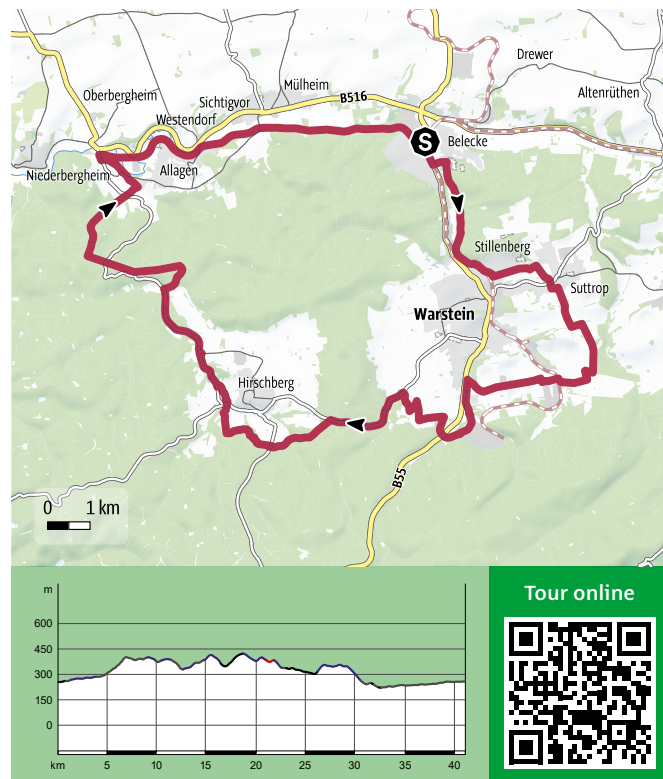 Drewer
Altenrüthen
Mülheim
Oberbergheim
Sichtigvor
B516
Westendorf
S
Belecke
Allagen
Niederbergheim
Stillenberg
Suttrop
Warstein
Hirschberg
B55
0 1 km
Tour online
m
600
450
300
150
0
km 5 10 15 20 25 30 35 40